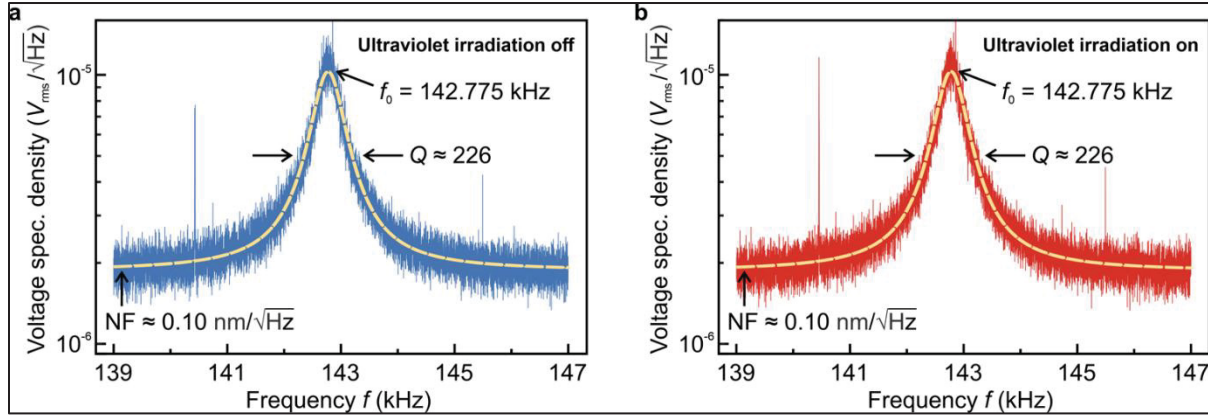 a
Ultraviolet irradiation off
f₀ = 142.775 kHz
Q ≈ 226
NF ≈ 0.10 nm/√Hz
Voltage spec. density (Vrms/√Hz)
10⁻⁵
10⁻⁶
139 141 143 145 147
Frequency f (kHz)
b
Ultraviolet irradiation on
f₀ = 142.775 kHz
Q ≈ 226
NF ≈ 0.10 nm/√Hz
Voltage spec. density (Vrms/√Hz)
10⁻⁵
10⁻⁶
139 141 143 145 147
Frequency f (kHz)